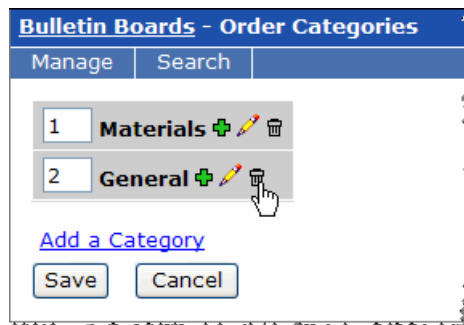 Bulletin Boards - Order Categories
Manage Search
1 Materials
2 General
Add a Category
Save Cancel